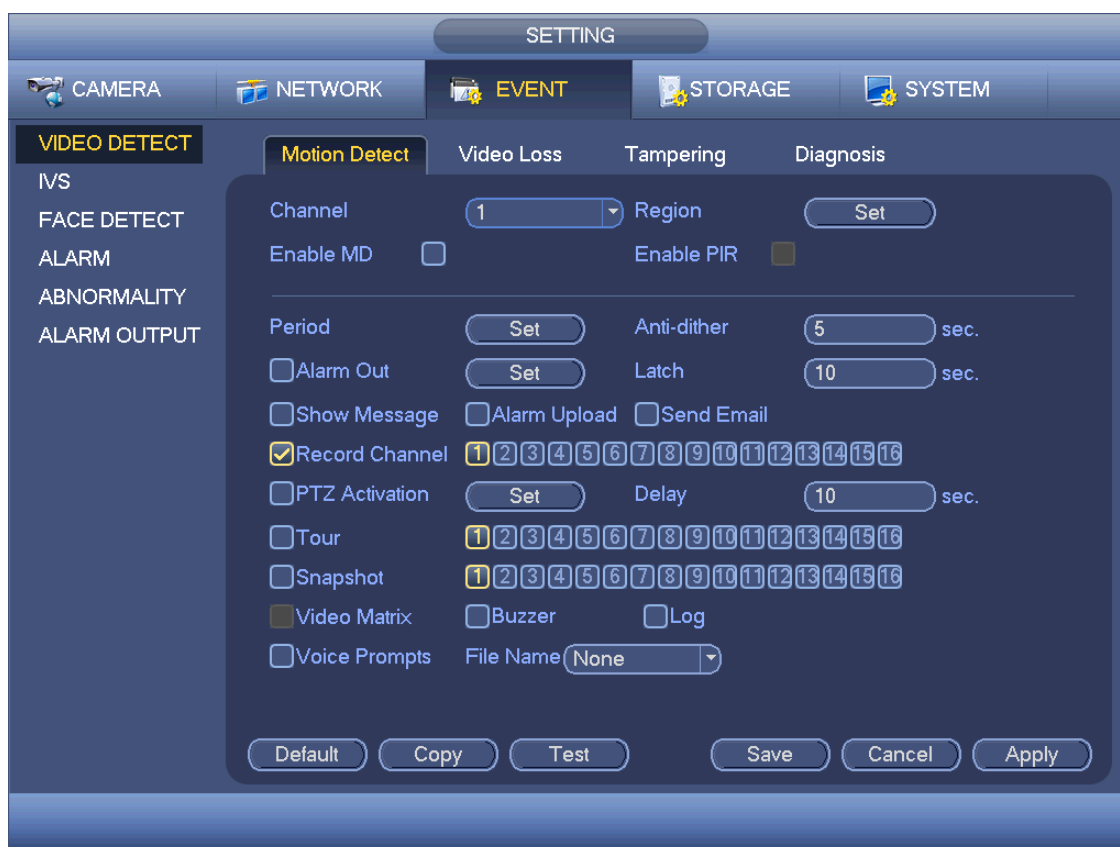 SETTING
CAMERA NETWORK EVENT STORAGE SYSTEM
VIDEO DETECT
IVS
FACE DETECT
ALARM
ABNORMALITY
ALARM OUTPUT
Motion Detect Video Loss Tampering Diagnosis
Channel 1 Region Set
Enable MD Enable PIR
Period Set Anti-dither 5 sec.
Alarm Out Set Latch 10 sec.
Show Message Alarm Upload Send Email
Record Channel 1 2 3 4 5 6 7 8 9 10 11 12 13 14 15 16
PTZ Activation Set Delay 10 sec.
Tour 1 2 3 4 5 6 7 8 9 10 11 12 13 14 15 16
Snapshot 1 2 3 4 5 6 7 8 9 10 11 12 13 14 15 16
Video Matrix Buzzer Log
Voice Prompts File Name None
Default Copy Test Save Cancel Apply